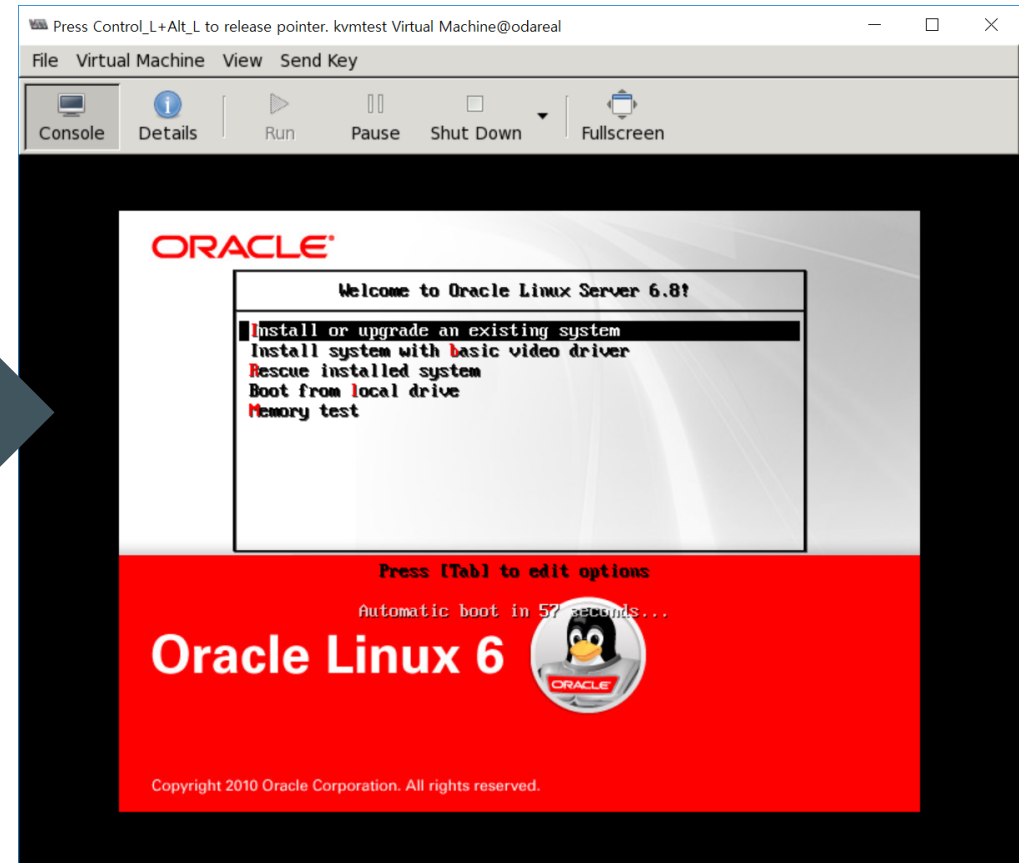 Press Control_L+Alt_L to release pointer. kvmtest Virtual Machine@odareal
File Virtual Machine View Send Key
Console Details Run Pause Shut Down Fullscreen
ORACLE®
Welcome to Oracle Linux Server 6.8!
Install or upgrade an existing system
Install system with basic video driver
Rescue installed system
Boot from local drive
Memory test
Press [Tab] to edit options
Automatic boot in 57 seconds...
Oracle Linux 6
ORACLE
Copyright 2010 Oracle Corporation. All rights reserved.